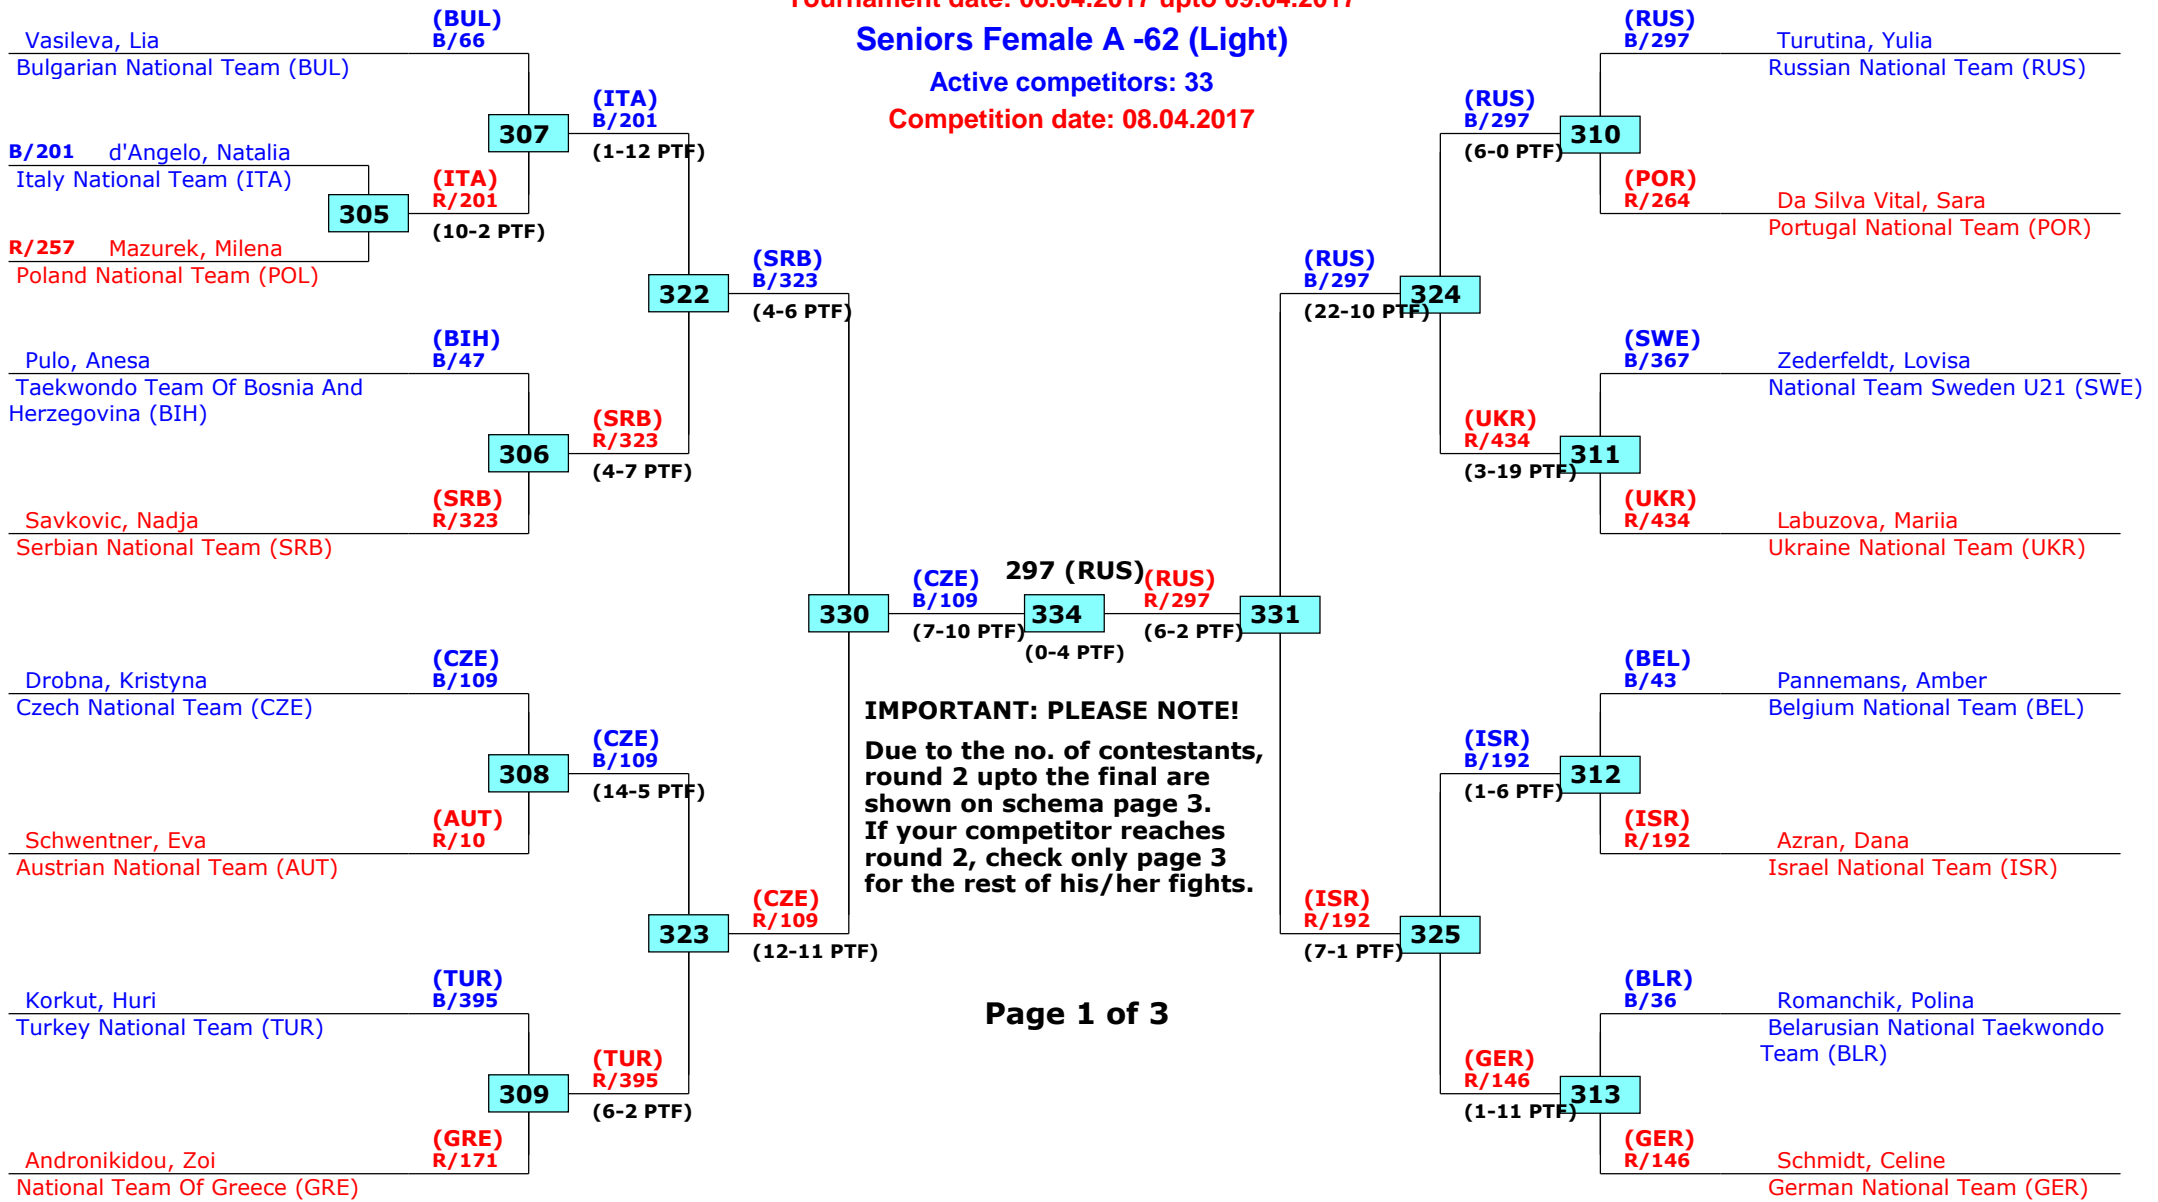 Tournament date: 06.04.2017 upto 09.04.2017
Seniors Female A -62 (Light)
Active competitors: 33
Competition date: 08.04.2017
(BUL)
Vasileva, Lia B/66
Bulgarian National Team (BUL)
(ITA)
B/201
307
(1-12 PTF)
B/201 d'Angelo, Natalia
Italy National Team (ITA)
(ITA)
R/201
305
(10-2 PTF)
R/257 Mazurek, Milena
Poland National Team (POL)
(SRB)
B/323
322
(4-6 PTF)
(BIH)
Pulo, Anesa B/47
Taekwondo Team Of Bosnia And
Herzegovina (BIH)
(SRB)
R/323
306
(4-7 PTF)
(SRB)
Savkovic, Nadja R/323
Serbian National Team (SRB)
330
(CZE)
B/109
(7-10 PTF)
297 (RUS)
334
(0-4 PTF)
(RUS)
R/297
(6-2 PTF)
331
(CZE)
Drobna, Kristyna B/109
Czech National Team (CZE)
(CZE)
B/109
308
(14-5 PTF)
(AUT)
Schwentner, Eva R/10
Austrian National Team (AUT)
(CZE)
R/109
323
(12-11 PTF)
(TUR)
Korkut, Huri B/395
Turkey National Team (TUR)
(TUR)
R/395
309
(6-2 PTF)
(GRE)
Andronikidou, Zoi R/171
National Team Of Greece (GRE)
IMPORTANT: PLEASE NOTE!
Due to the no. of contestants,
round 2 upto the final are
shown on schema page 3.
If your competitor reaches
round 2, check only page 3
for the rest of his/her fights.
Page 1 of 3
(RUS)
B/297 Turutina, Yulia
Russian National Team (RUS)
(RUS)
B/297
310
(6-0 PTF)
(POR)
R/264 Da Silva Vital, Sara
Portugal National Team (POR)
(RUS)
B/297
324
(22-10 PTF)
(SWE)
B/367 Zederfeldt, Lovisa
National Team Sweden U21 (SWE)
(UKR)
R/434
311
(3-19 PTF)
(UKR)
R/434 Labuzova, Mariia
Ukraine National Team (UKR)
(BEL)
B/43 Pannemans, Amber
Belgium National Team (BEL)
(ISR)
B/192
312
(1-6 PTF)
(ISR)
R/192 Azran, Dana
Israel National Team (ISR)
(ISR)
R/192
325
(7-1 PTF)
(BLR)
B/36 Romanchik, Polina
Belarusian National Taekwondo
Team (BLR)
(GER)
R/146
313
(1-11 PTF)
(GER)
R/146 Schmidt, Celine
German National Team (GER)